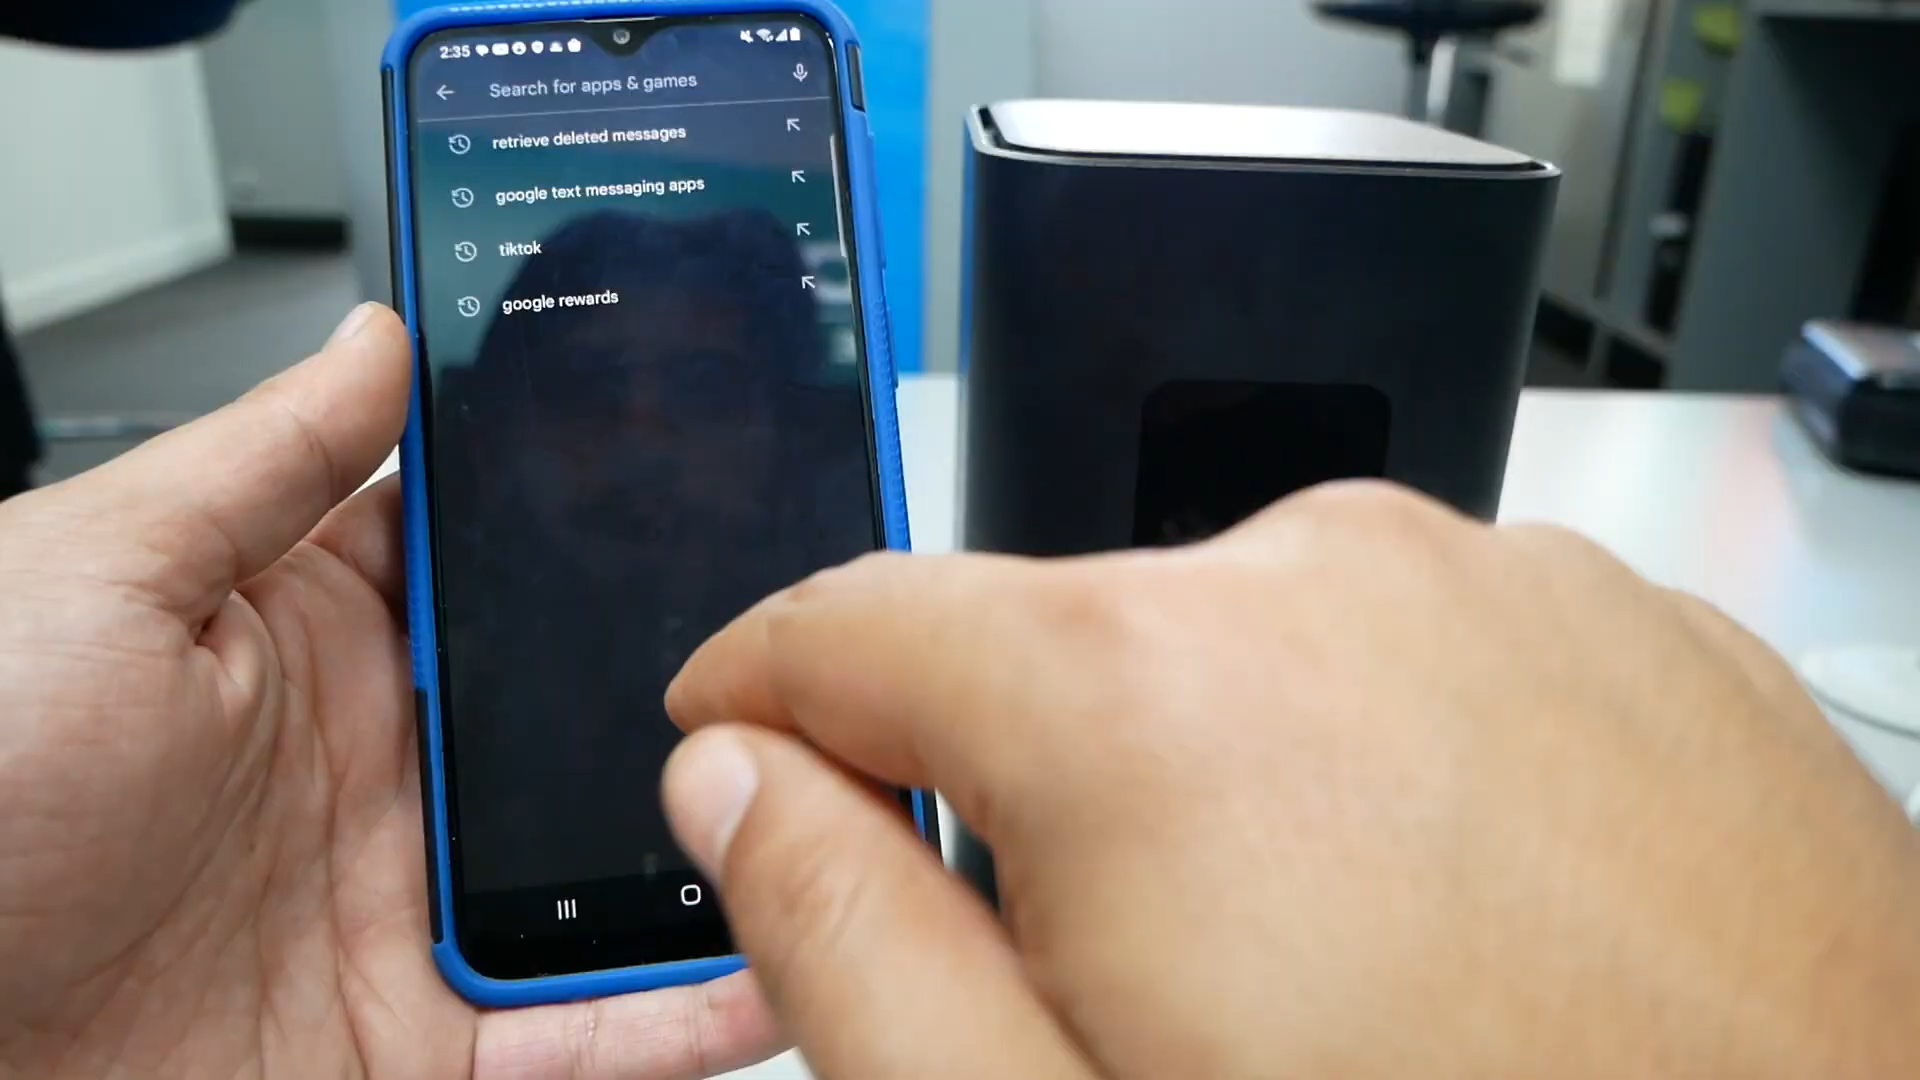 2:35
Search for apps & games
retrieve deleted messages
google text messaging apps
tiktok
google rewards